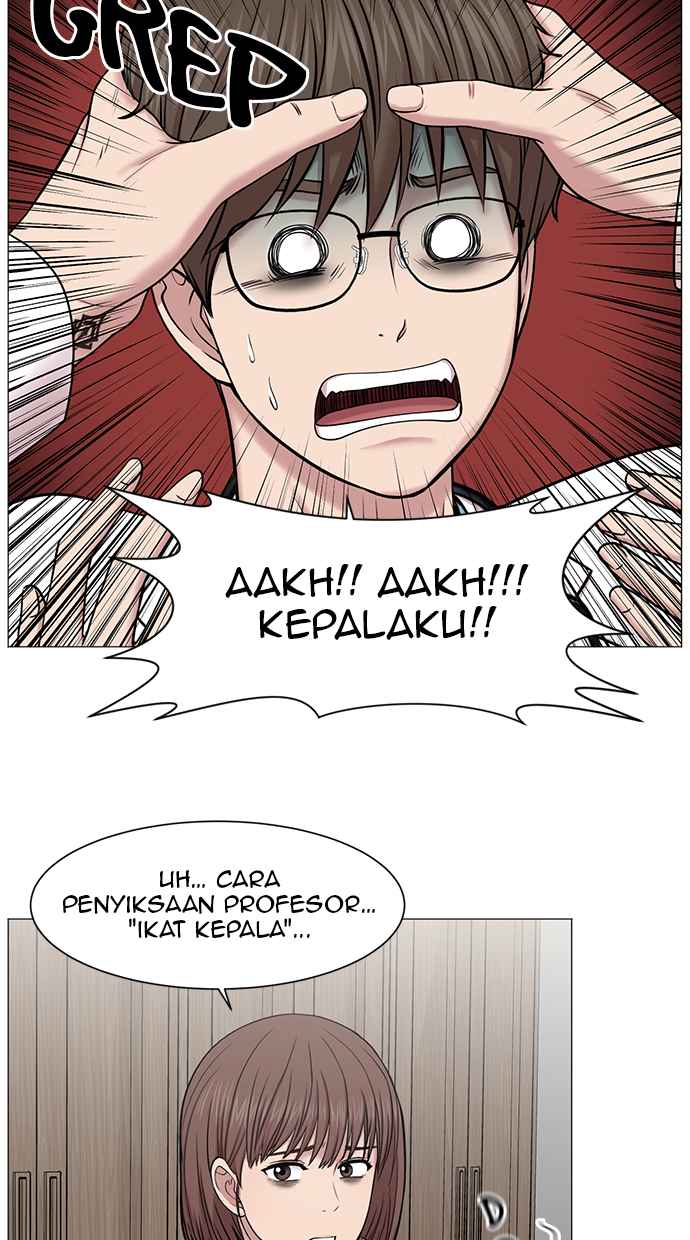 GREP
AAKH!! AAKH!!!
KEPALAKU!!
UH... CARA
PENYIKSAAN PROFESOR...
"IKAT KEPALA"...
D